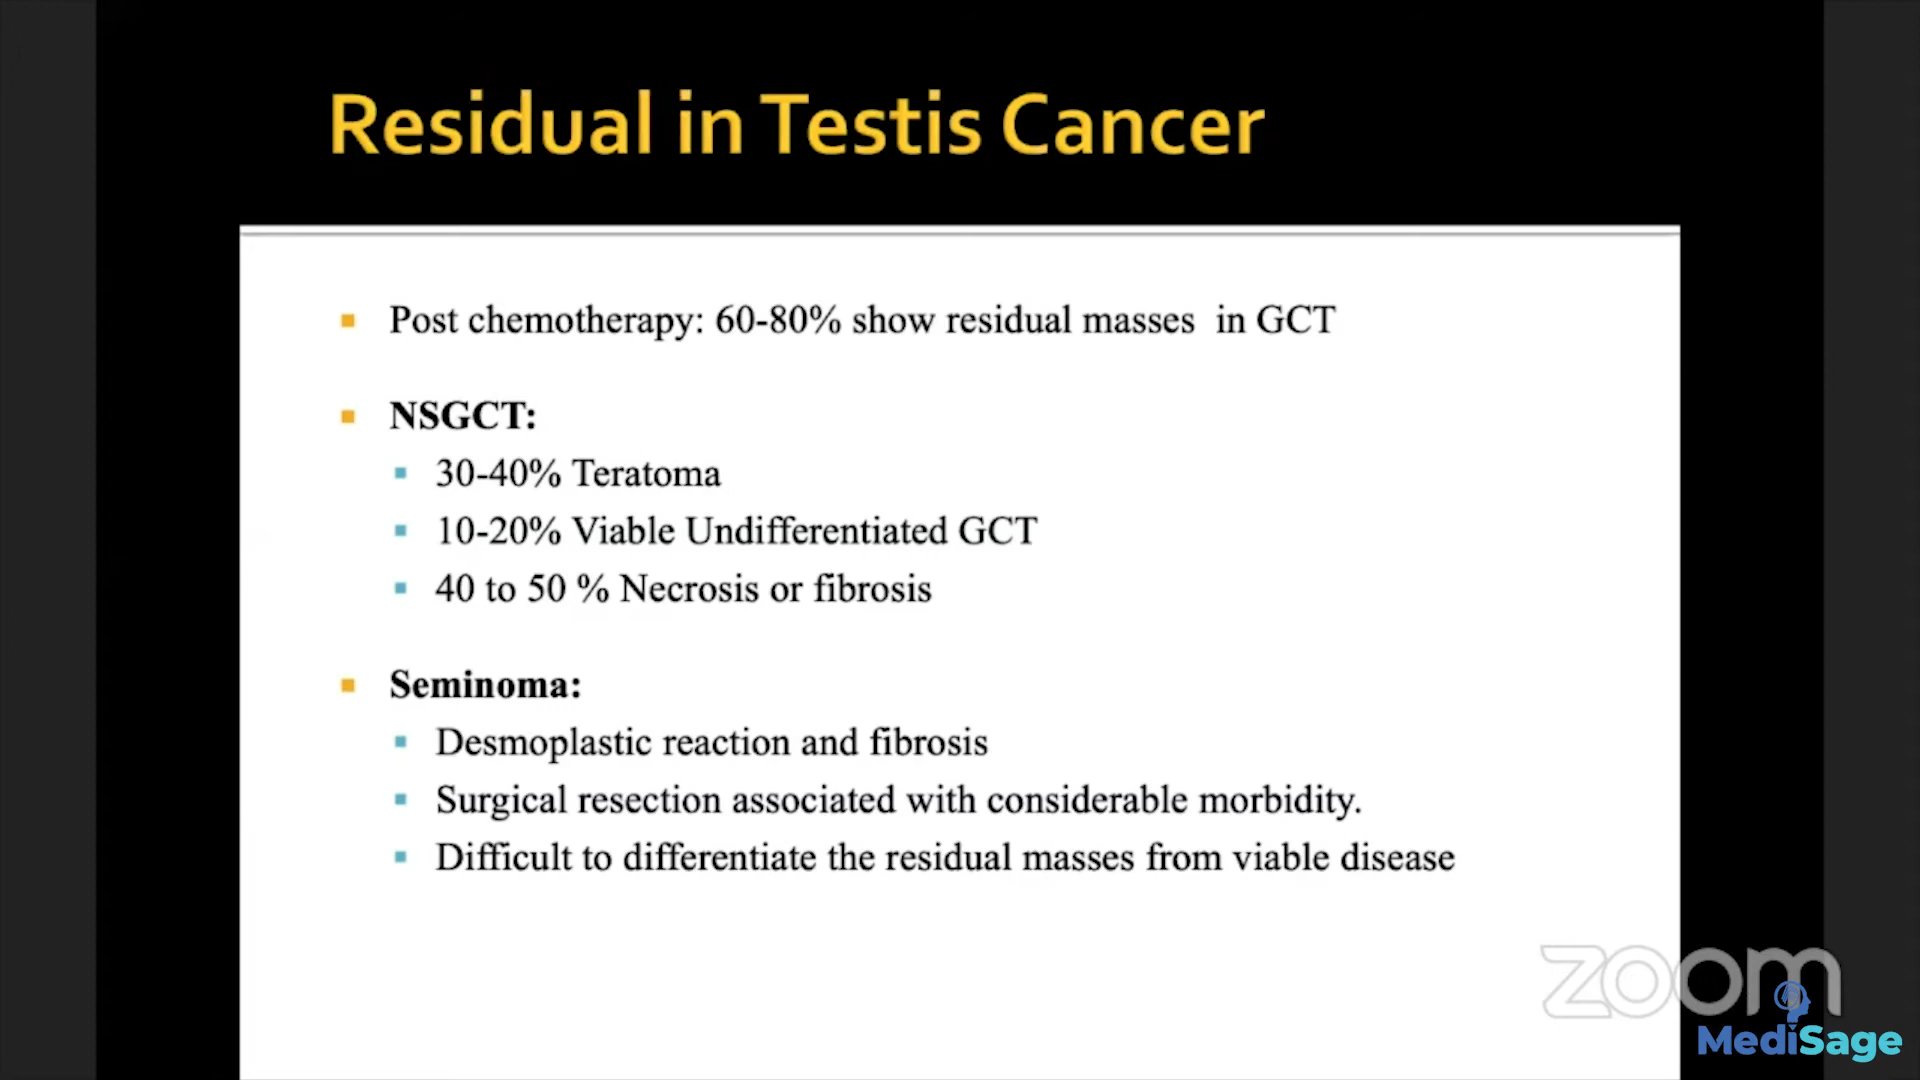 Residual in Testis Cancer
Post chemotherapy: 60-80% show residual masses in GCT
NSGCT:
30-40% Teratoma
10-20% Viable Undifferentiated GCT
40 to 50 % Necrosis or fibrosis
Seminoma:
Desmoplastic reaction and fibrosis
Surgical resection associated with considerable morbidity.
Difficult to differentiate the residual masses from viable disease
zoom
MediSage